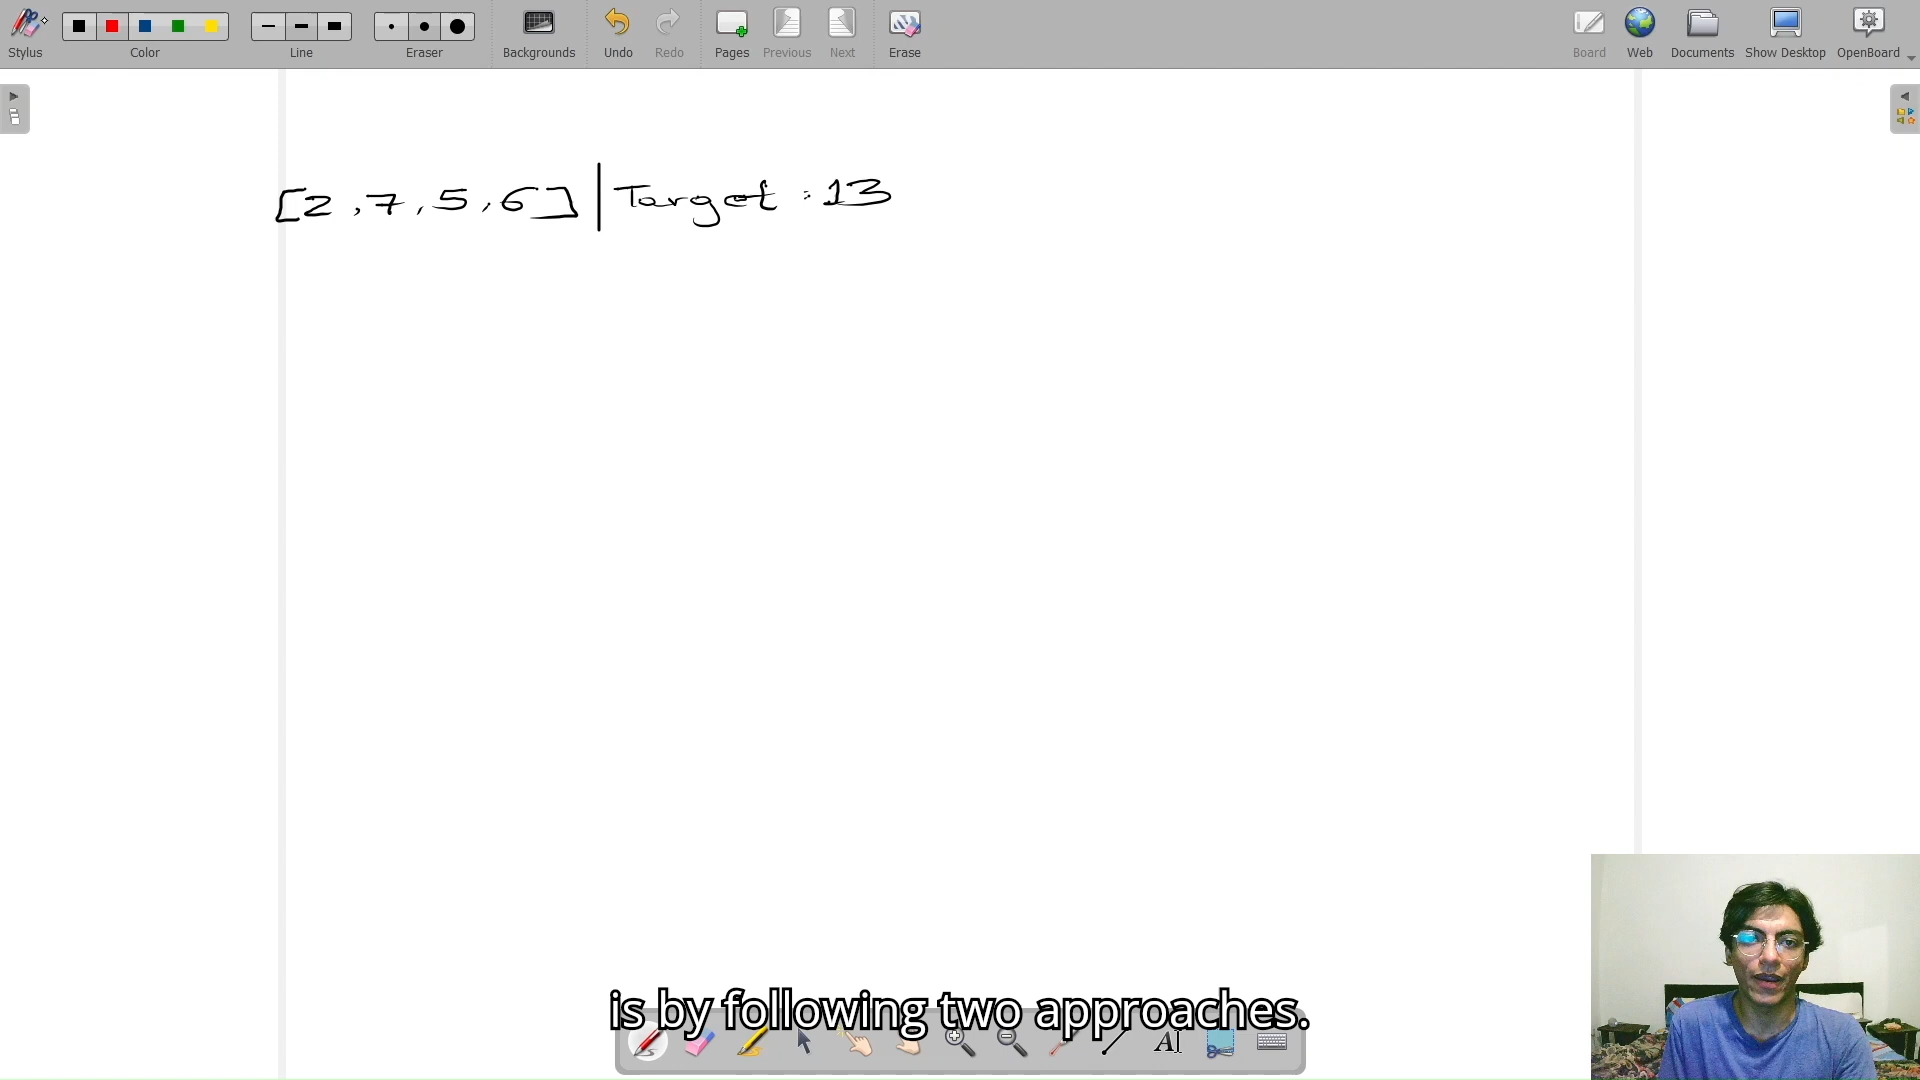 Stylus Color Line Eraser Backgrounds Undo Redo Pages Previous Next Erase Board Web Documents Show Desktop OpenBoard
[2,7,5,6] | Target : 13
is by following two approaches.